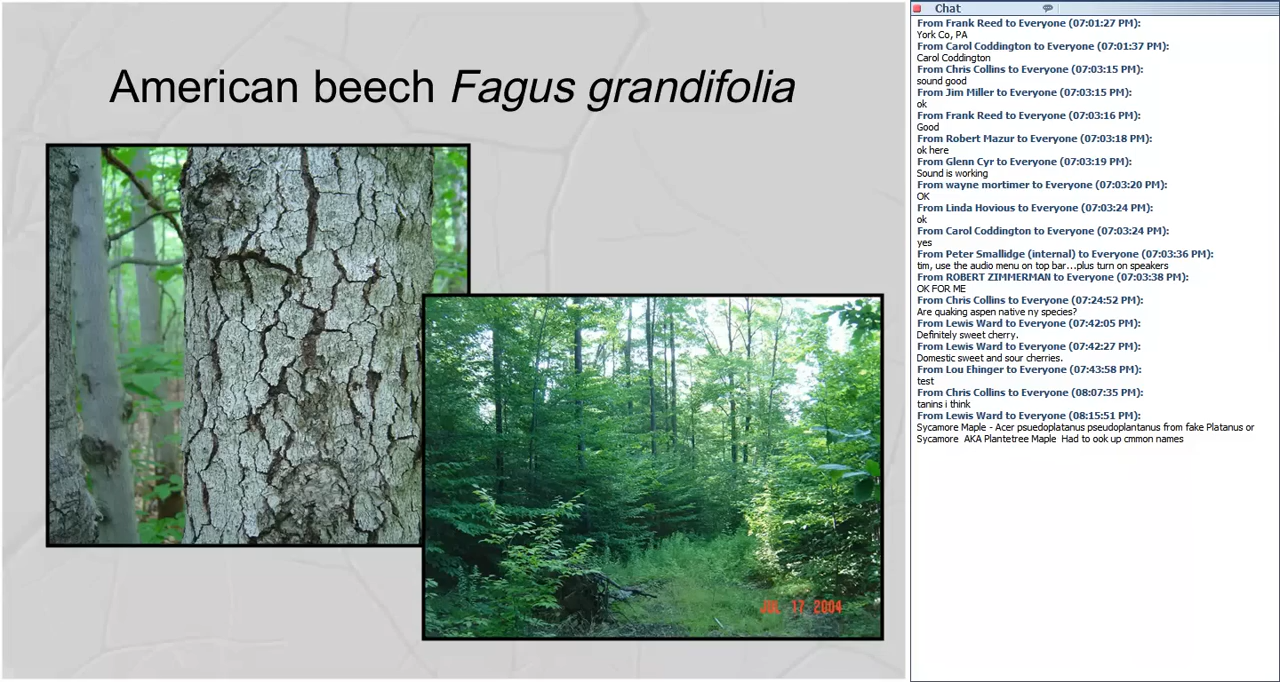 American beech Fagus grandifolia
JUL 17 2004
Chat
From Frank Reed to Everyone (07:01:27 PM):
York Co, PA
From Carol Coddington to Everyone (07:01:37 PM):
Carol Coddington
From Chris Collins to Everyone (07:03:15 PM):
sound good
From Jim Miller to Everyone (07:03:15 PM):
ok
From Frank Reed to Everyone (07:03:16 PM):
Good
From Robert Mazur to Everyone (07:03:18 PM):
ok here
From Glenn Cyr to Everyone (07:03:19 PM):
Sound is working
From wayne mortimer to Everyone (07:03:20 PM):
OK
From Linda Hovious to Everyone (07:03:24 PM):
ok
From Carol Coddington to Everyone (07:03:24 PM):
yes
From Peter Smallidge (internal) to Everyone (07:03:36 PM):
tim, use the audio menu on top bar...plus turn on speakers
From ROBERT ZIMMERMAN to Everyone (07:03:38 PM):
OK FOR ME
From Chris Collins to Everyone (07:24:52 PM):
Are quaking aspen native ny species?
From Lewis Ward to Everyone (07:42:05 PM):
Definitely sweet cherry.
From Lewis Ward to Everyone (07:42:27 PM):
Domestic sweet and sour cherries.
From Lou Ehinger to Everyone (07:43:58 PM):
test
From Chris Collins to Everyone (08:07:35 PM):
tanins i think
From Lewis Ward to Everyone (08:15:51 PM):
Sycamore Maple - Acer psuedoplatanus pseudoplantanus from fake Platanus or
Sycamore  AKA Plantetree Maple  Had to ook up cmmon names